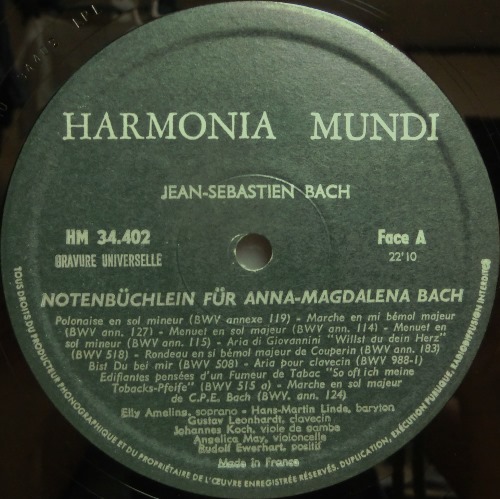 HARMONIA MUNDI
JEAN-SEBASTIEN BACH
HM 34.402
Face A
GRAVURE UNIVERSELLE
22'10
NOTENBÜCHLEIN FÜR ANNA-MAGDALENA BACH
Polonaise en sol mineur (BWV annexe 119) - Marche en mi bémol majeur
(BWV ann. 127) - Menuet en sol majeur (BWV ann. 114) - Menuet en
sol mineur (BWV ann. 115) - Aria di Giovannini "Willst du dein Herz"
(BWV 518) - Rondeau en si bémol majeur de Couperin (BWV ann. 183)
Bist Du bei mir (BWV 508) - Aria pour clavecin (BWV 988-1)
Edifiantes pensées d'un Fumeur de Tabac "So oft ich meine
Tobacks-Pfeife" (BWV 515 a) - Marche en sol majeur
de C.P.E. Bach (BWV. ann. 124)
Elly Ameling, soprano - Hans-Martin Linde, baryton
Gustav Leonhardt, clavecin
Johannes Koch, viole de gambe
Angelica May, violoncelle
Rudolf Ewerhart, positif
Made in France
TOUS DROITS DU PRODUCTEUR PHONOGRAPHIQUE ET DU PROPRIÉTAIRE DE L'ŒUVRE ENREGISTRÉE RÉSERVÉS. DUPLICATION, EXÉCUTION PUBLIQUE, RADIODIFFUSION INTERDITES